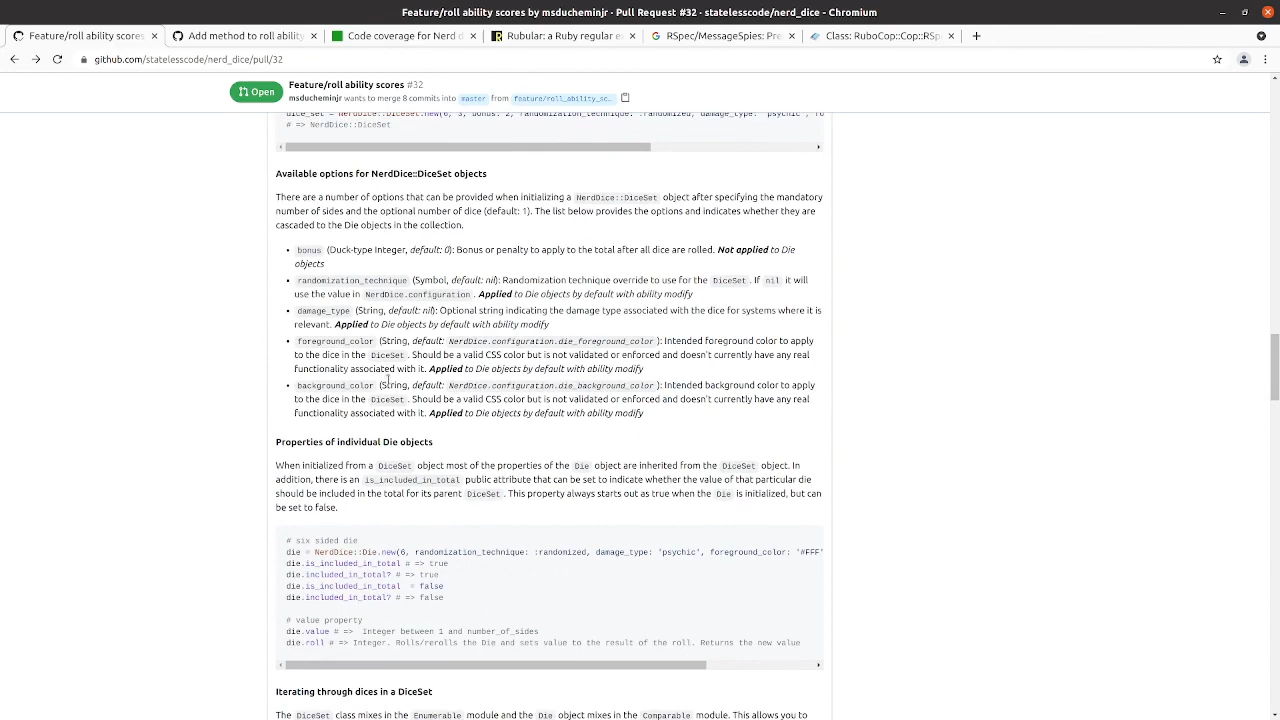 Feature/roll ability scores by msducheminjr - Pull Request #32 - statelesscode/nerd_dice - Chromium
Feature/roll ability scores
Add method to roll ability
Code coverage for Nerd d
Rubular: a Ruby regular e
RSpec/MessageSpies: Pre
Class: RuboCop::Cop::RSp
github.com/statelesscode/nerd_dice/pull/32
Open
Feature/roll ability scores #32
msducheminjr wants to merge 8 commits into master from feature/roll_ability_sc...
dice_set = NerdDice::DiceSet.new(6, 3, bonus: 2, randomization_technique: :randomized, damage_type: 'psychic', fo
# => NerdDice::DiceSet
Available options for NerdDice::DiceSet objects
There are a number of options that can be provided when initializing a NerdDice::DiceSet object after specifying the mandatory
number of sides and the optional number of dice (default: 1). The list below provides the options and indicates whether they are
cascaded to the Die objects in the collection.
• bonus (Duck-type Integer, default: 0): Bonus or penalty to apply to the total after all dice are rolled. Not applied to Die
objects
• randomization_technique (Symbol, default: nil): Randomization technique override to use for the DiceSet. If nil it will
use the value in NerdDice.configuration. Applied to Die objects by default with ability modify
• damage_type (String, default: nil): Optional string indicating the damage type associated with the dice for systems where it is
relevant. Applied to Die objects by default with ability modify
• foreground_color (String, default: NerdDice.configuration.die_foreground_color): Intended foreground color to apply
to the dice in the DiceSet. Should be a valid CSS color but is not validated or enforced and doesn't currently have any real
functionality associated with it. Applied to Die objects by default with ability modify
• background_color (String, default: NerdDice.configuration.die_background_color): Intended background color to apply
to the dice in the DiceSet. Should be a valid CSS color but is not validated or enforced and doesn't currently have any real
functionality associated with it. Applied to Die objects by default with ability modify
Properties of individual Die objects
When initialized from a DiceSet object most of the properties of the Die object are inherited from the DiceSet object. In
addition, there is an is_included_in_total public attribute that can be set to indicate whether the value of that particular die
should be included in the total for its parent DiceSet. This property always starts out as true when the Die is initialized, but can
be set to false.
# six sided die
die = NerdDice::Die.new(6, randomization_technique: :randomized, damage_type: 'psychic', foreground_color: '#FFF'
die.is_included_in_total # => true
die.included_in_total? # => true
die.is_included_in_total = false
die.included_in_total? # => false
# value property
die.value # => Integer between 1 and number_of_sides
die.roll # => Integer. Rolls/rerolls the Die and sets value to the result of the roll. Returns the new value
Iterating through dices in a DiceSet
The DiceSet class mixes in the Enumerable module and the Die object mixes in the Comparable module. This allows you to